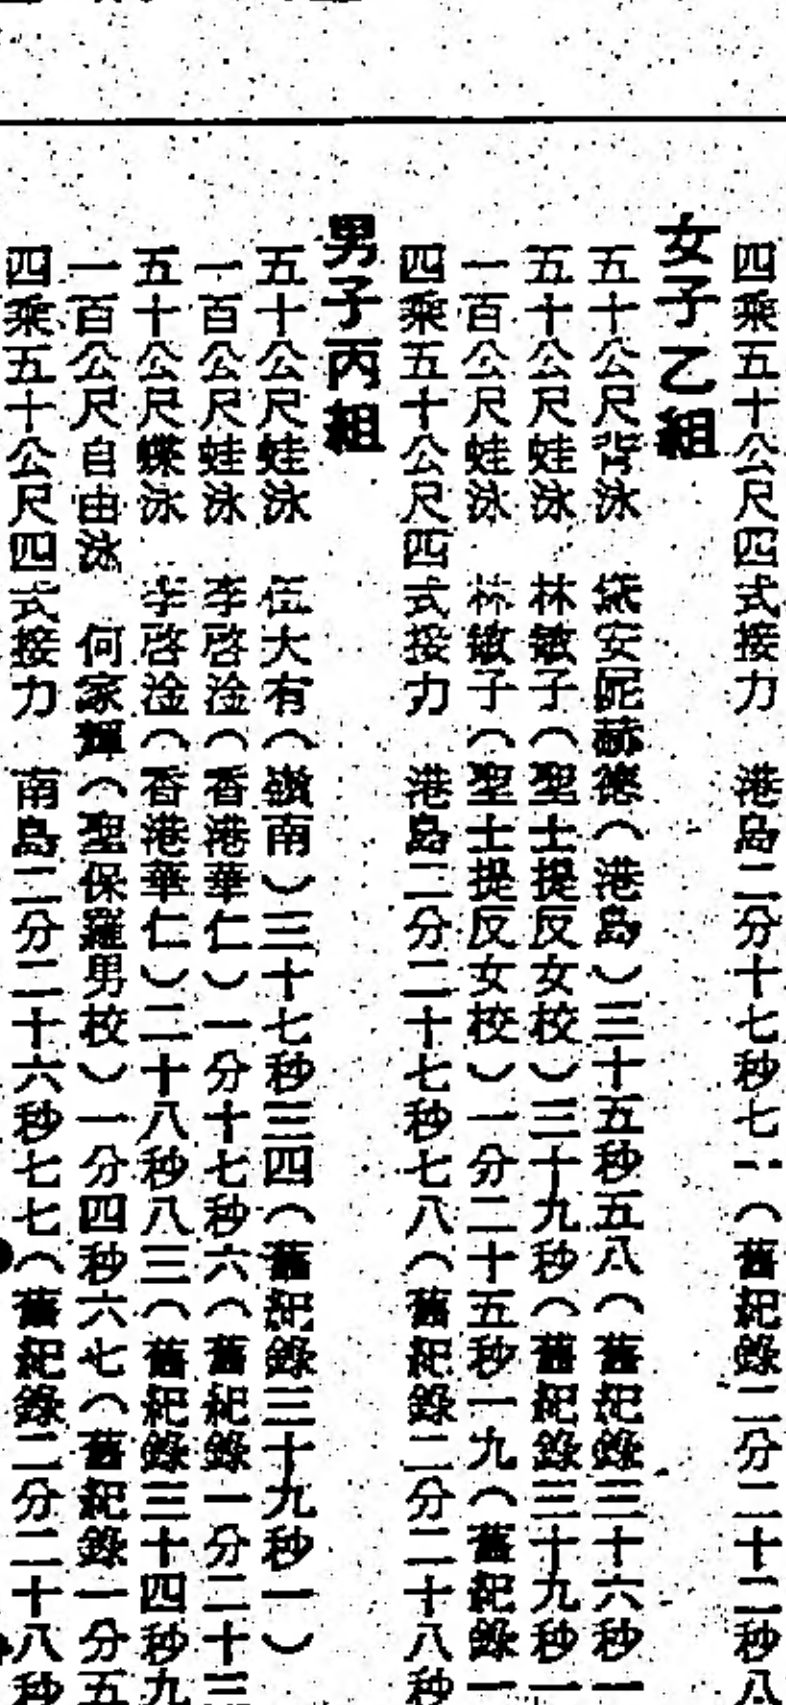 四乘五十公尺四式接力　港島二分十七秒七一（舊紀錄二分二十二秒八
女子乙組
五十公尺背泳　黛安妮赫德（港島）三十五秒五八（舊紀錄三十六秒一
五十公尺蛙泳　林敏子（聖士提反女校）三十九秒（舊紀錄三十九秒一
一百公尺蛙泳　林敏子（聖士提反女校）一分二十五秒一九（舊紀錄一
四乘五十公尺四式接力　港島二分二十七秒七八（舊紀錄二分二十八秒
男子丙組
五十公尺蛙泳　伍大有（嶺南）三十七秒三四（舊紀錄三十九秒一）
一百公尺蛙泳　李啓淦（香港華仁）一分十七秒六（舊紀錄一分二十三
五十公尺蝶泳　李啓淦（香港華仁）二十八秒八三（舊紀錄三十四秒九
一百公尺自由泳　何家輝（聖保羅男校）一分四秒六七（舊紀錄一分五
四乘五十公尺四式接力　南島二分二十六秒七七（舊紀錄二分二十八秒